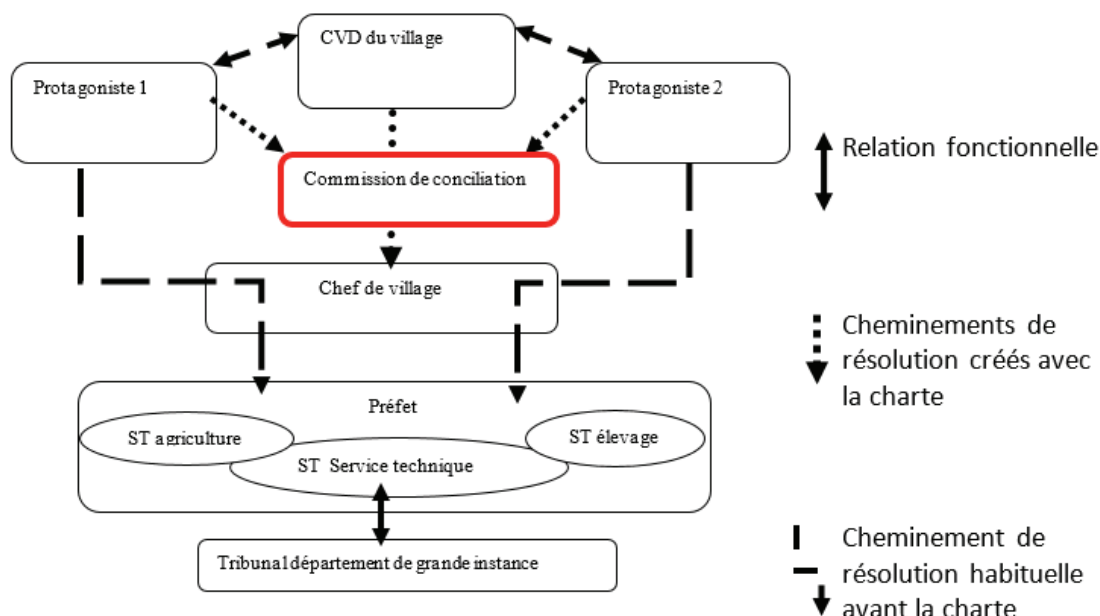 CVD du village
Protagoniste 1
Protagoniste 2
Relation fonctionnelle
Commission de conciliation
Chef de village
Cheminements de
résolution créés avec
la charte
Préfet
ST agriculture
ST élevage
ST Service technique
Cheminement de
résolution habituelle
avant la charte
Tribunal département de grande instance